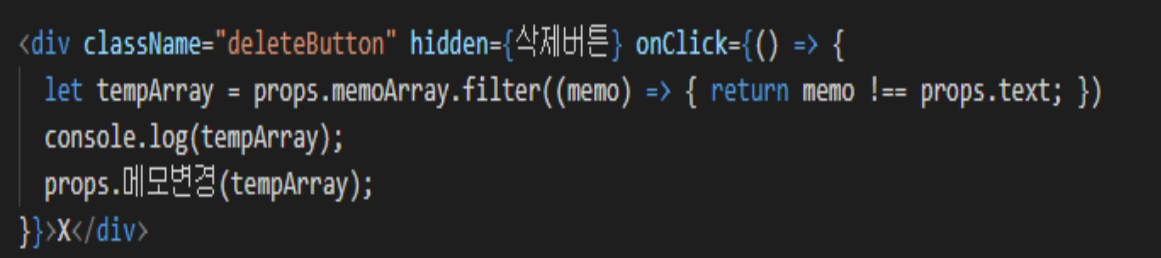 <div className="deleteButton" hidden={삭제버튼} onClick={() => {
let tempArray = props.memoArray.filter((memo) => { return memo !== props.text; })
console.log(tempArray);
props.메모변경(tempArray);
}}>X</div>